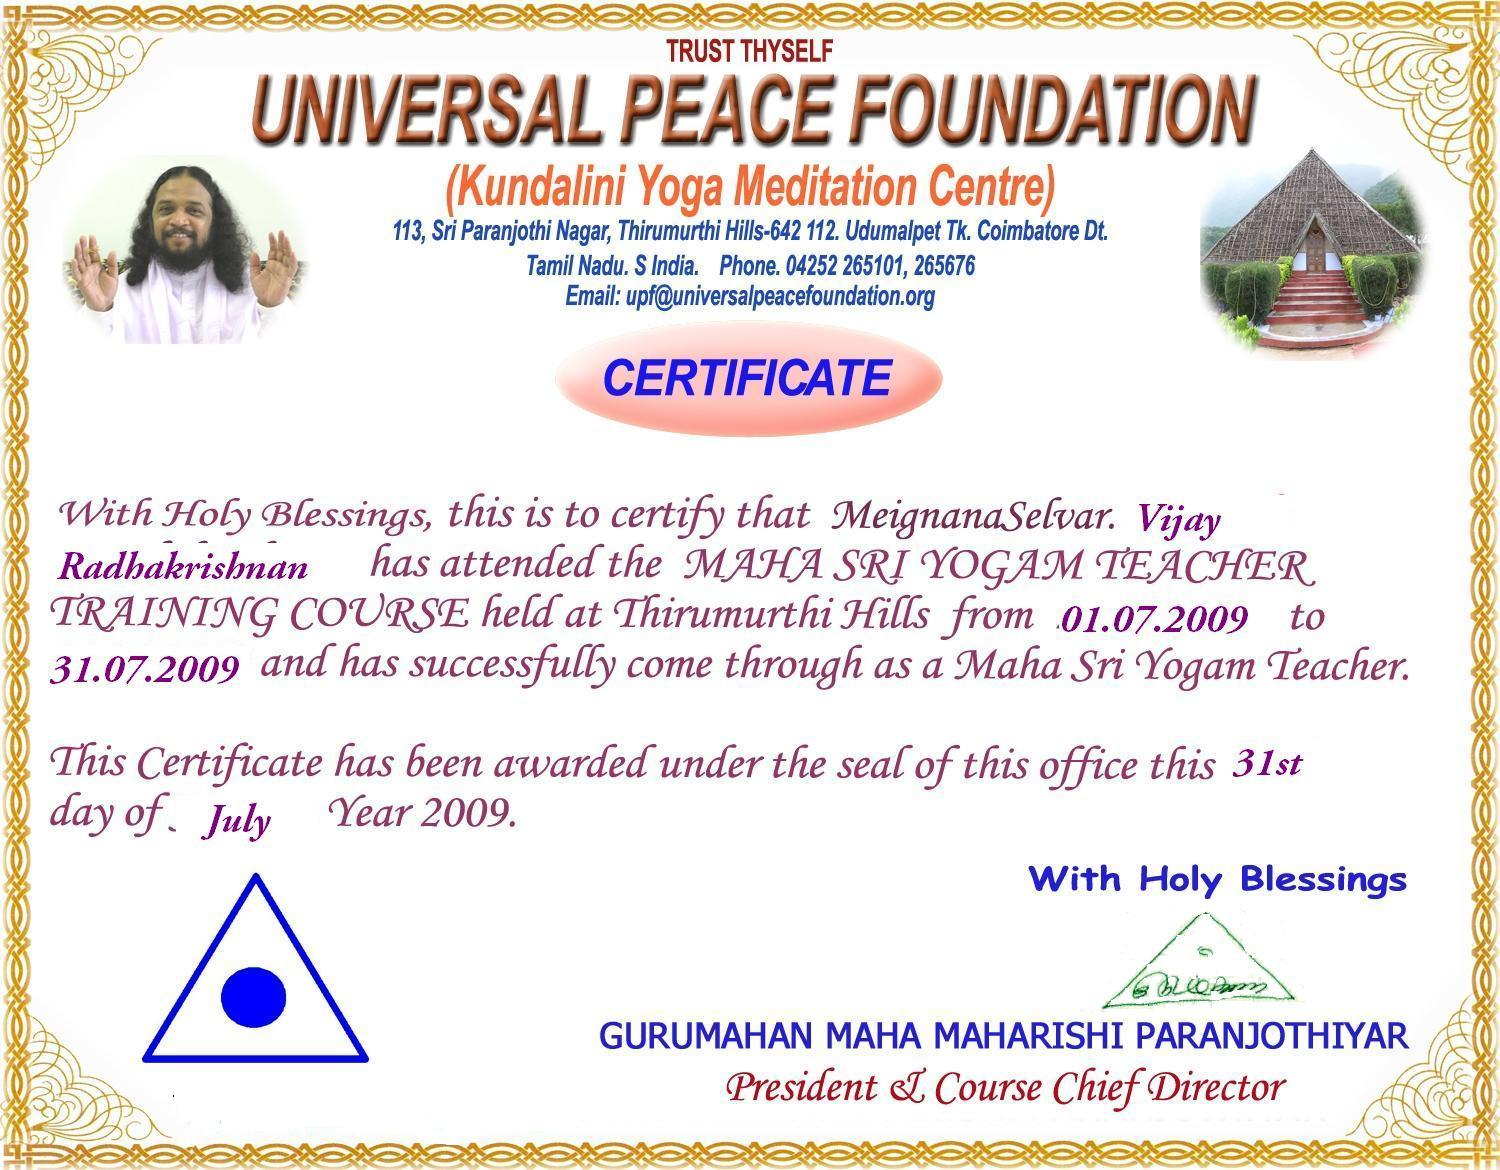 TRUST THYSELF
UNIVERSAL PEACE FOUNDATION
(Kundalini Yoga Meditation Centre)
113, Sri Paranjothi Nagar, Thirumurthi Hills-642 112. Udumalpet Tk. Coimbatore Dt.
Tamil Nadu. S India. Phone. 04252 265101, 265676
Email: upf@universalpeacefoundation.org
CERTIFICATE
With Holy Blessings, this is to certify that MeignanaSelvar. Vijay
Radhakrishnan has attended the MAHA SRI YOGAM TEACHER
TRAINING COURSE held at Thirumurthi Hills from 01.07.2009 to
31.07.2009 and has successfully come through as a Maha Sri Yogam Teacher.
This Certificate has been awarded under the seal of this office this 31st
day of July Year 2009.
With Holy Blessings
GURUMAHAN MAHA MAHARISHI PARANJOTHIYAR
President & Course Chief Director